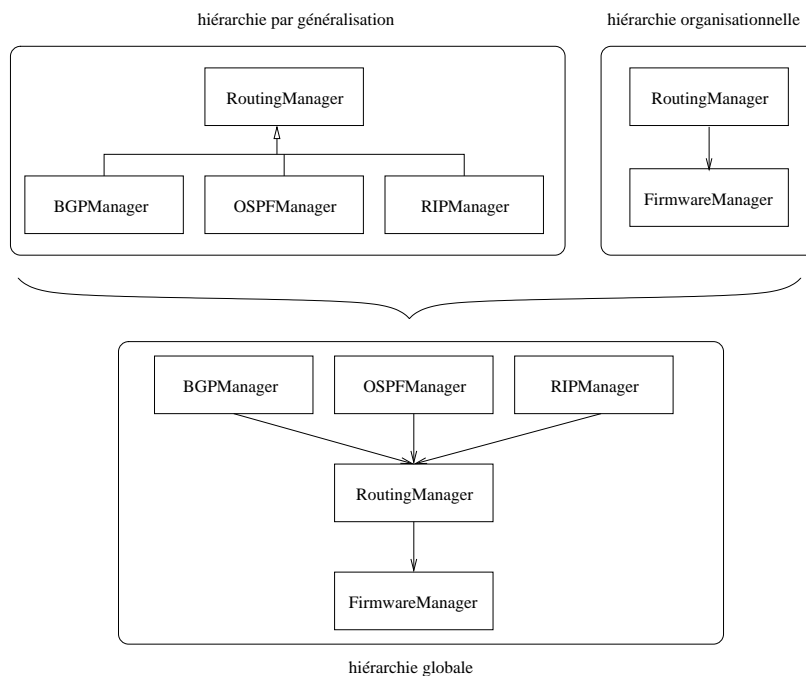 hiérarchie par généralisation
hiérarchie organisationnelle
RoutingManager
RoutingManager
BGPManager
OSPFManager
RIPManager
FirmwareManager
BGPManager
OSPFManager
RIPManager
RoutingManager
FirmwareManager
hiérarchie globale